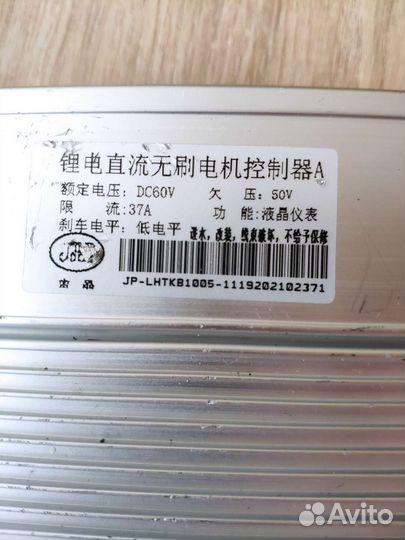 锂电直流无刷电机控制器A
额定电压: DC60V 欠 压: 50V
限 流: 37A 功 能: 液晶仪表
刹车电平: 低电平 进水, 改装, 线束破坏, 不给予保修
JP-LHTKB1005-1119202102371
Avito